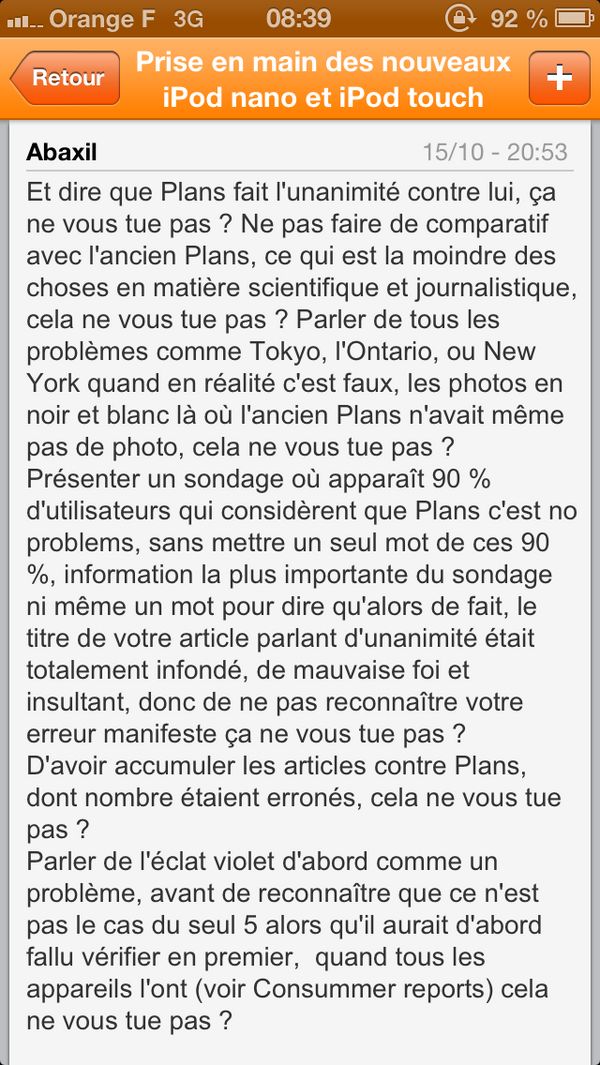 Orange F 3G 08:39 92 %
Retour
Prise en main des nouveaux
iPod nano et iPod touch
+
Abaxil 15/10 - 20:53
Et dire que Plans fait l'unanimité contre lui, ça
ne vous tue pas ? Ne pas faire de comparatif
avec l'ancien Plans, ce qui est la moindre des
choses en matière scientifique et journalistique,
cela ne vous tue pas ? Parler de tous les
problèmes comme Tokyo, l'Ontario, ou New
York quand en réalité c'est faux, les photos en
noir et blanc là où l'ancien Plans n'avait même
pas de photo, cela ne vous tue pas ?
Présenter un sondage où apparaît 90 %
d'utilisateurs qui considèrent que Plans c'est no
problems, sans mettre un seul mot de ces 90
%, information la plus importante du sondage
ni même un mot pour dire qu'alors de fait, le
titre de votre article parlant d'unanimité était
totalement infondé, de mauvaise foi et
insultant, donc de ne pas reconnaître votre
erreur manifeste ça ne vous tue pas ?
D'avoir accumuler les articles contre Plans,
dont nombre étaient erronés, cela ne vous tue
pas ?
Parler de l'éclat violet d'abord comme un
problème, avant de reconnaître que ce n'est
pas le cas du seul 5 alors qu'il aurait d'abord
fallu vérifier en premier,  quand tous les
appareils l'ont (voir Consummer reports) cela
ne vous tue pas ?